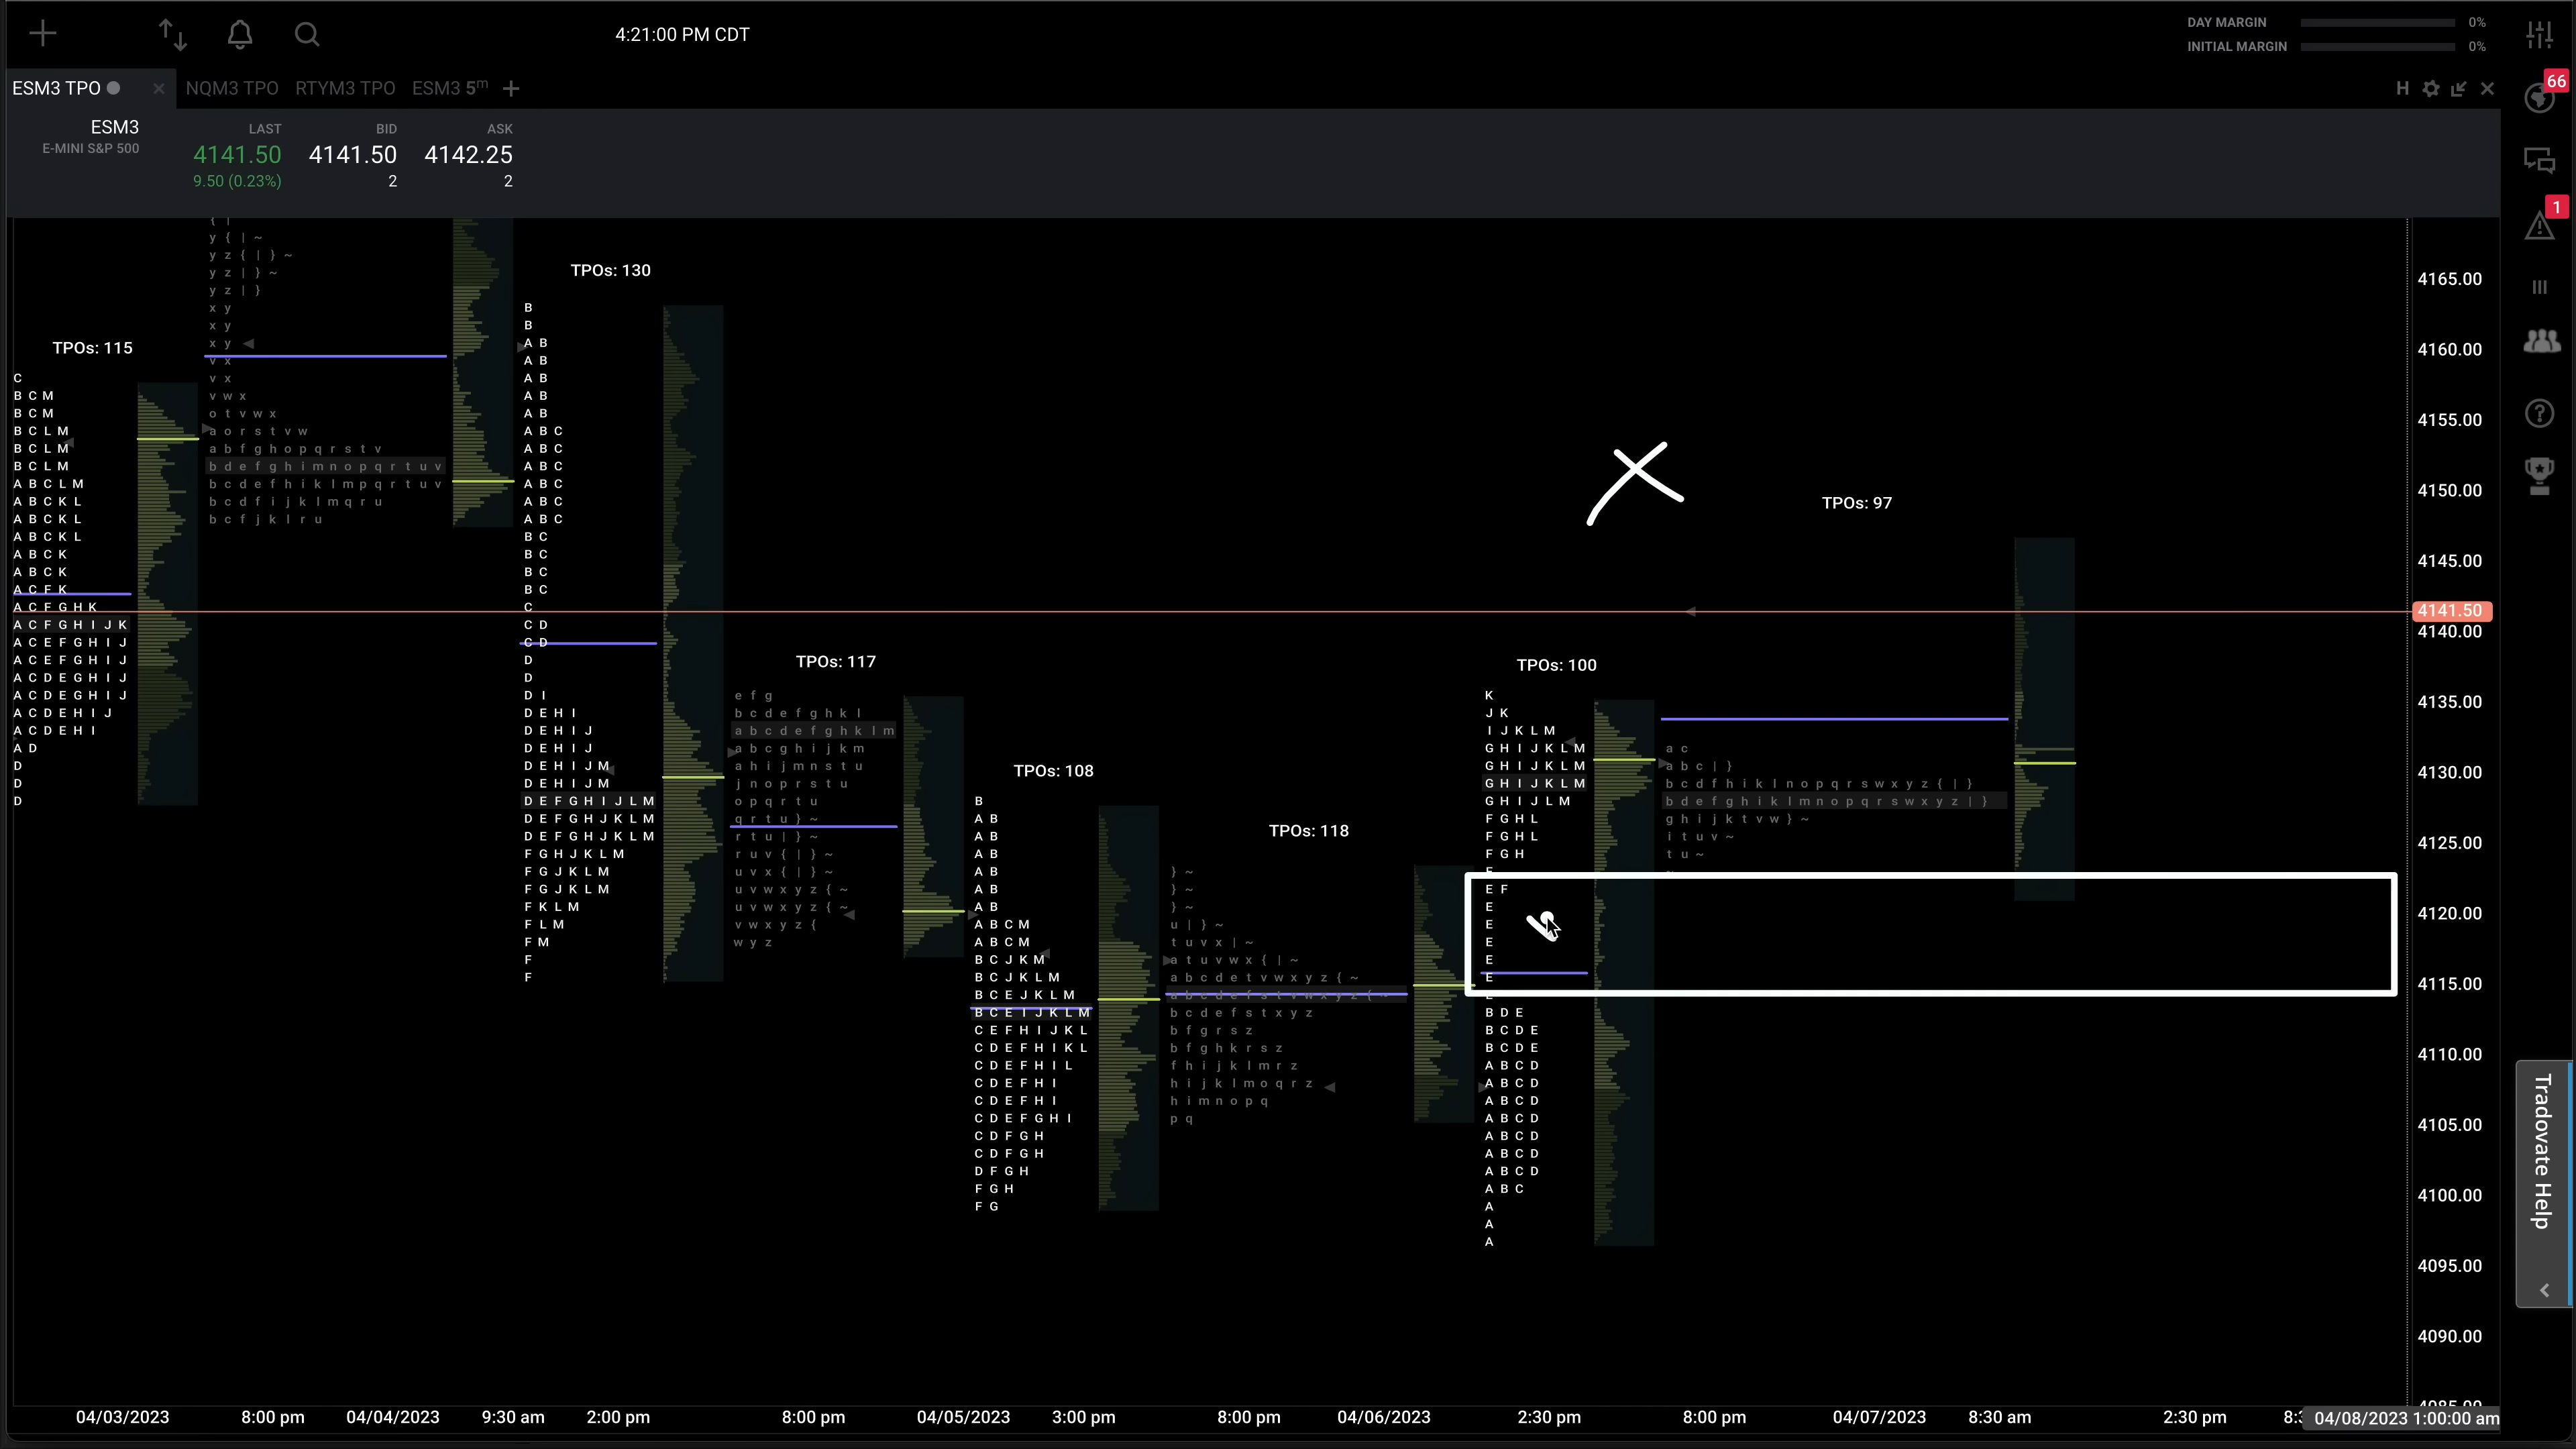 4:21:00 PM CDT
DAY MARGIN 0%
INITIAL MARGIN 0%
66
ESM3 TPO
NQM3 TPO
RTYM3 TPO
ESM3 5m
H
ESM3
E-MINI S&P 500
LAST
4141.50
9.50 (0.23%)
BID
4141.50
2
ASK
4142.25
2
1
TPOs: 130
TPOs: 115
TPOs: 97
TPOs: 117
TPOs: 100
TPOs: 108
TPOs: 118
C
B C M
B C M
B C L M
B C L M
B C L M
A B C L M
A B C K L
A B C K L
A B C K L
A B C K
A B C K
A C F K
A C F G H K
A C F G H I J K
A C E F G H I J
A C E F G H I J
A C D E G H I J
A C D E G H I J
A C D E H I J
A C D E H I
A D
D
D
D
y { | ~
y z { | } ~
y z | } ~
y z | }
x y
x y
x y
v x
v x
v w x
o t v w x
a o r s t v w
a b f g h o p q r s t v
b d e f g h i m n o p q r t u v
b c d e f h i k l m p q r t u v
b c d f i j k l m q r u
b c f j k l r u
B
B
A B
A B
A B
A B
A B
A B C
A B C
A B C
A B C
A B C
A B C
B C
B C
B C
B C
C
C D
C D
D
D
D I
D E H I
D E H I J
D E H I J
D E H I J M
D E H I J M
D E F G H I J L M
D E F G H J K L M
D E F G H J K L M
F G H J K L M
F G J K L M
F G J K L M
F K L M
F L M
F M
F
F
e f g
b c d e f g h k l
a b c d e f g h k l m
a b c g h i j k m
a h i j m n s t u
j n o p r s t u
o p q r t u
q r t u } ~
r t u | } ~
r u v { | } ~
u v x { | } ~
u v w x y z { ~
u v w x y z { ~
v w x y z {
w y z
B
A B
A B
A B
A B
A B
A B
A B C M
A B C M
B C J K M
B C J K L M
B C E J K L M
B C E I J K L M
C E F H I J K L
C D E F H I K L
C D E F H I L
C D E F H I
C D E F H I
C D E F G H I
C D F G H
C D F G H
D F G H
F G H
F G
} ~
} ~
} ~
u | } ~
t u v x | ~
a t u v w x { | ~
a b c d e t v w x y z { ~
a b c d e f s t v w x y z { ~
b c d e f s t x y z
b f g r s z
b f g h k r s z
f h i j k l m r z
h i j k l m o q r z
h i m n o p q
p q
K
J K
I J K L M
G H I J K L M
G H I J K L M
G H I J K L M
G H I J L M
F G H L
F G H L
F G H
E F
E
E
E
E
E
B D E
B C D E
B C D E
A B C D
A B C D
A B C D
A B C D
A B C D
A B C D
A B C D
A B C
A
A
A
a c
a b c | }
b c d f h i k l n o p q r s w x y z { | }
b d e f g h i k l m n o p q r s w x y z | }
g h i j k t v w } ~
i t u v ~
t u ~
4165.00
4160.00
4155.00
4150.00
4145.00
4141.50
4140.00
4135.00
4130.00
4125.00
4120.00
4115.00
4110.00
4105.00
4100.00
4095.00
4090.00
Tradovate Help
04/03/2023
8:00 pm
04/04/2023
9:30 am
2:00 pm
8:00 pm
04/05/2023
3:00 pm
8:00 pm
04/06/2023
2:30 pm
8:00 pm
04/07/2023
8:30 am
2:30 pm
04/08/2023 1:00:00 am